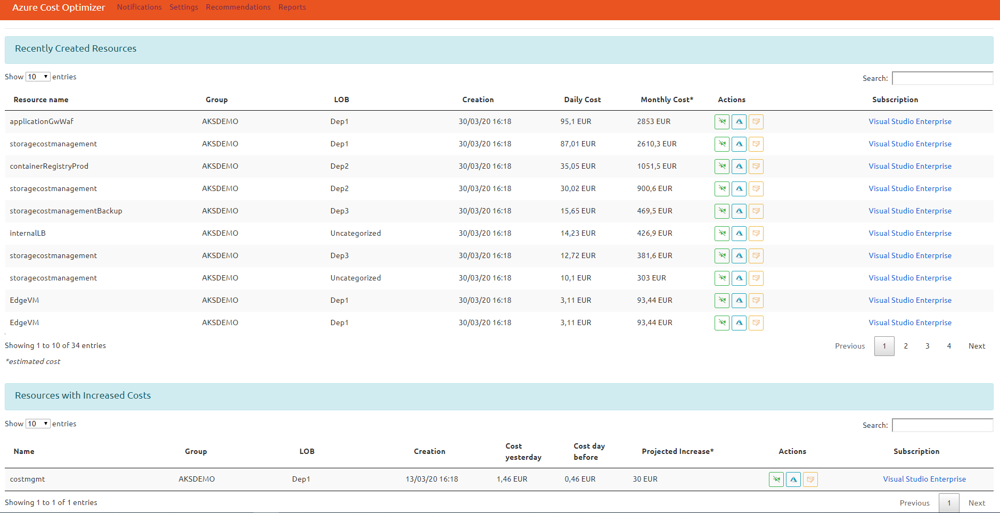 Azure Cost Optimizer Notifications Settings Recommendations Reports
Recently Created Resources
Show 10 entries Search:
Resource name Group LOB Creation Daily Cost Monthly Cost* Actions Subscription
applicationGwWaf AKSDEMO Dep1 30/03/20 16:18 95,1 EUR 2853 EUR Visual Studio Enterprise
storagecostmanagement AKSDEMO Dep1 30/03/20 16:18 87,01 EUR 2610,3 EUR Visual Studio Enterprise
containerRegistryProd AKSDEMO Dep2 30/03/20 16:18 35,05 EUR 1051,5 EUR Visual Studio Enterprise
storagecostmanagement AKSDEMO Dep2 30/03/20 16:18 30,02 EUR 900,6 EUR Visual Studio Enterprise
storagecostmanagementBackup AKSDEMO Dep3 30/03/20 16:18 15,65 EUR 469,5 EUR Visual Studio Enterprise
internalLB AKSDEMO Uncategorized 30/03/20 16:18 14,23 EUR 426,9 EUR Visual Studio Enterprise
storagecostmanagement AKSDEMO Dep3 30/03/20 16:18 12,72 EUR 381,6 EUR Visual Studio Enterprise
storagecostmanagement AKSDEMO Uncategorized 30/03/20 16:18 10,1 EUR 303 EUR Visual Studio Enterprise
EdgeVM AKSDEMO Dep1 30/03/20 16:18 3,11 EUR 93,44 EUR Visual Studio Enterprise
EdgeVM AKSDEMO Dep1 30/03/20 16:18 3,11 EUR 93,44 EUR Visual Studio Enterprise
Showing 1 to 10 of 34 entries Previous 1 2 3 4 Next
*estimated cost
Resources with Increased Costs
Show 10 entries Search:
Name Group LOB Creation Cost yesterday Cost day before Projected Increase* Actions Subscription
costmgmt AKSDEMO Dep1 13/03/20 16:18 1,46 EUR 0,46 EUR 30 EUR Visual Studio Enterprise
Showing 1 to 1 of 1 entries Previous 1 Next